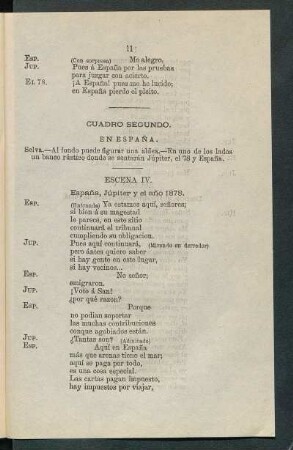 11
ESP. (Con sorpresa) Me alegro.
JUP. Pues á España por las pruebas
para juzgar con acierto.
EL 78. ¡A España! pues me he lucido;
en España pierdo el pleito.
CUADRO SEGUNDO.
EN ESPAÑA.
Selva.—Al fondo puede figurar una aldea.—En uno de los lados
un banco rústico donde se sentarán Júpiter, el 78 y España.
ESCENA IV.
España, Júpiter y el año 1878.
ESP. (Entrando) Ya estamos aquí, señores;
si bien á su magestad
le parece, en este sitio
continuará el tribunal
cumpliendo su obligacion.
JUP. Pues aquí continuará, (Mirando en derredor)
pero ántes quiero saber
si hay gente en este lugar,
si hay vecinos...
ESP. No señor;
emigraron.
JUP. ¡Voto á San!
¿por qué razon?
ESP. Porque
no podian soportar
las muchas contribuciones
conque agobiados están.
JUP. ¿Tantas son? (Admirado)
ESP. Aquí en España
más que arenas tiene el mar;
aquí se paga por todo,
es una cosa especial.
Las cartas pagan impuesto,
hay impuestos por viajar,